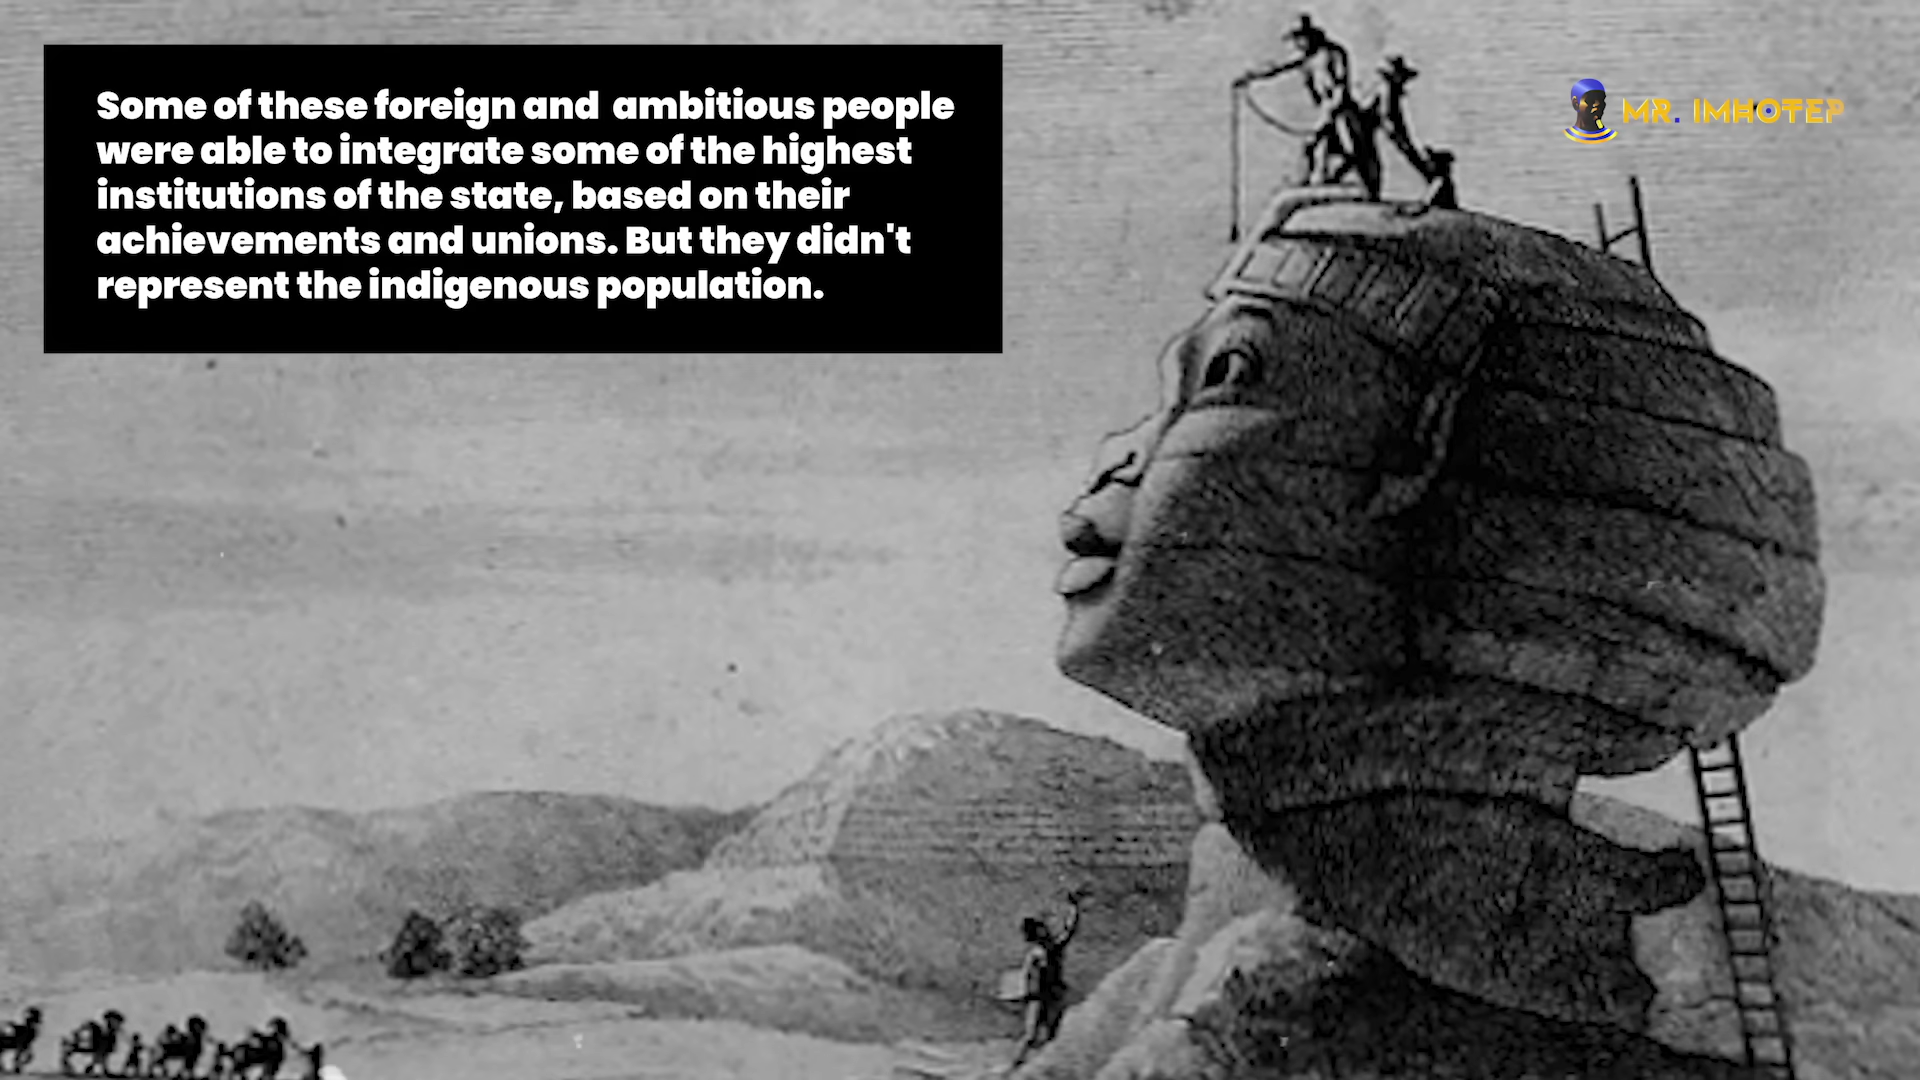 Some of these foreign and ambitious people
were able to integrate some of the highest
institutions of the state, based on their
achievements and unions. But they didn't
represent the indigenous population.
MR. IMHOTEP